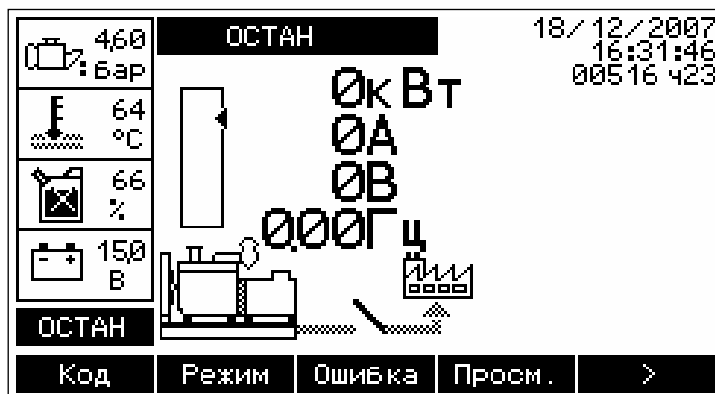 4,60
Бар
ОСТАН
18/12/2007
16:31:46
00516 ч23
64
°C
0кВт
0А
66
%
0В
0.00Гц
15,0
В
ОСТАН
Код
Режим
Ошибка
Просм.
>